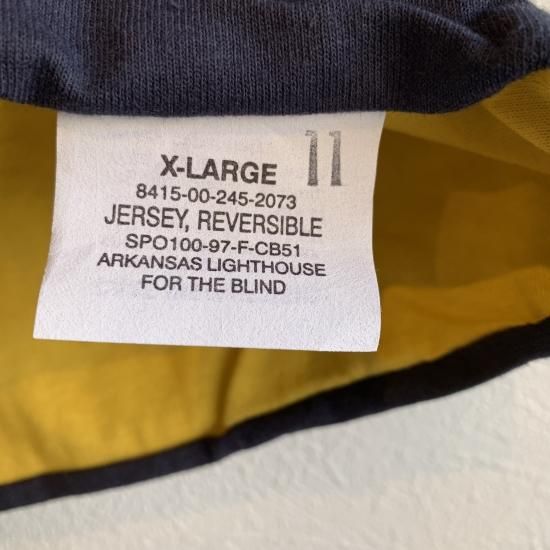 X-LARGE 11
8415-00-245-2073
JERSEY, REVERSIBLE
SPO100-97-F-CB51
ARKANSAS LIGHTHOUSE
FOR THE BLIND